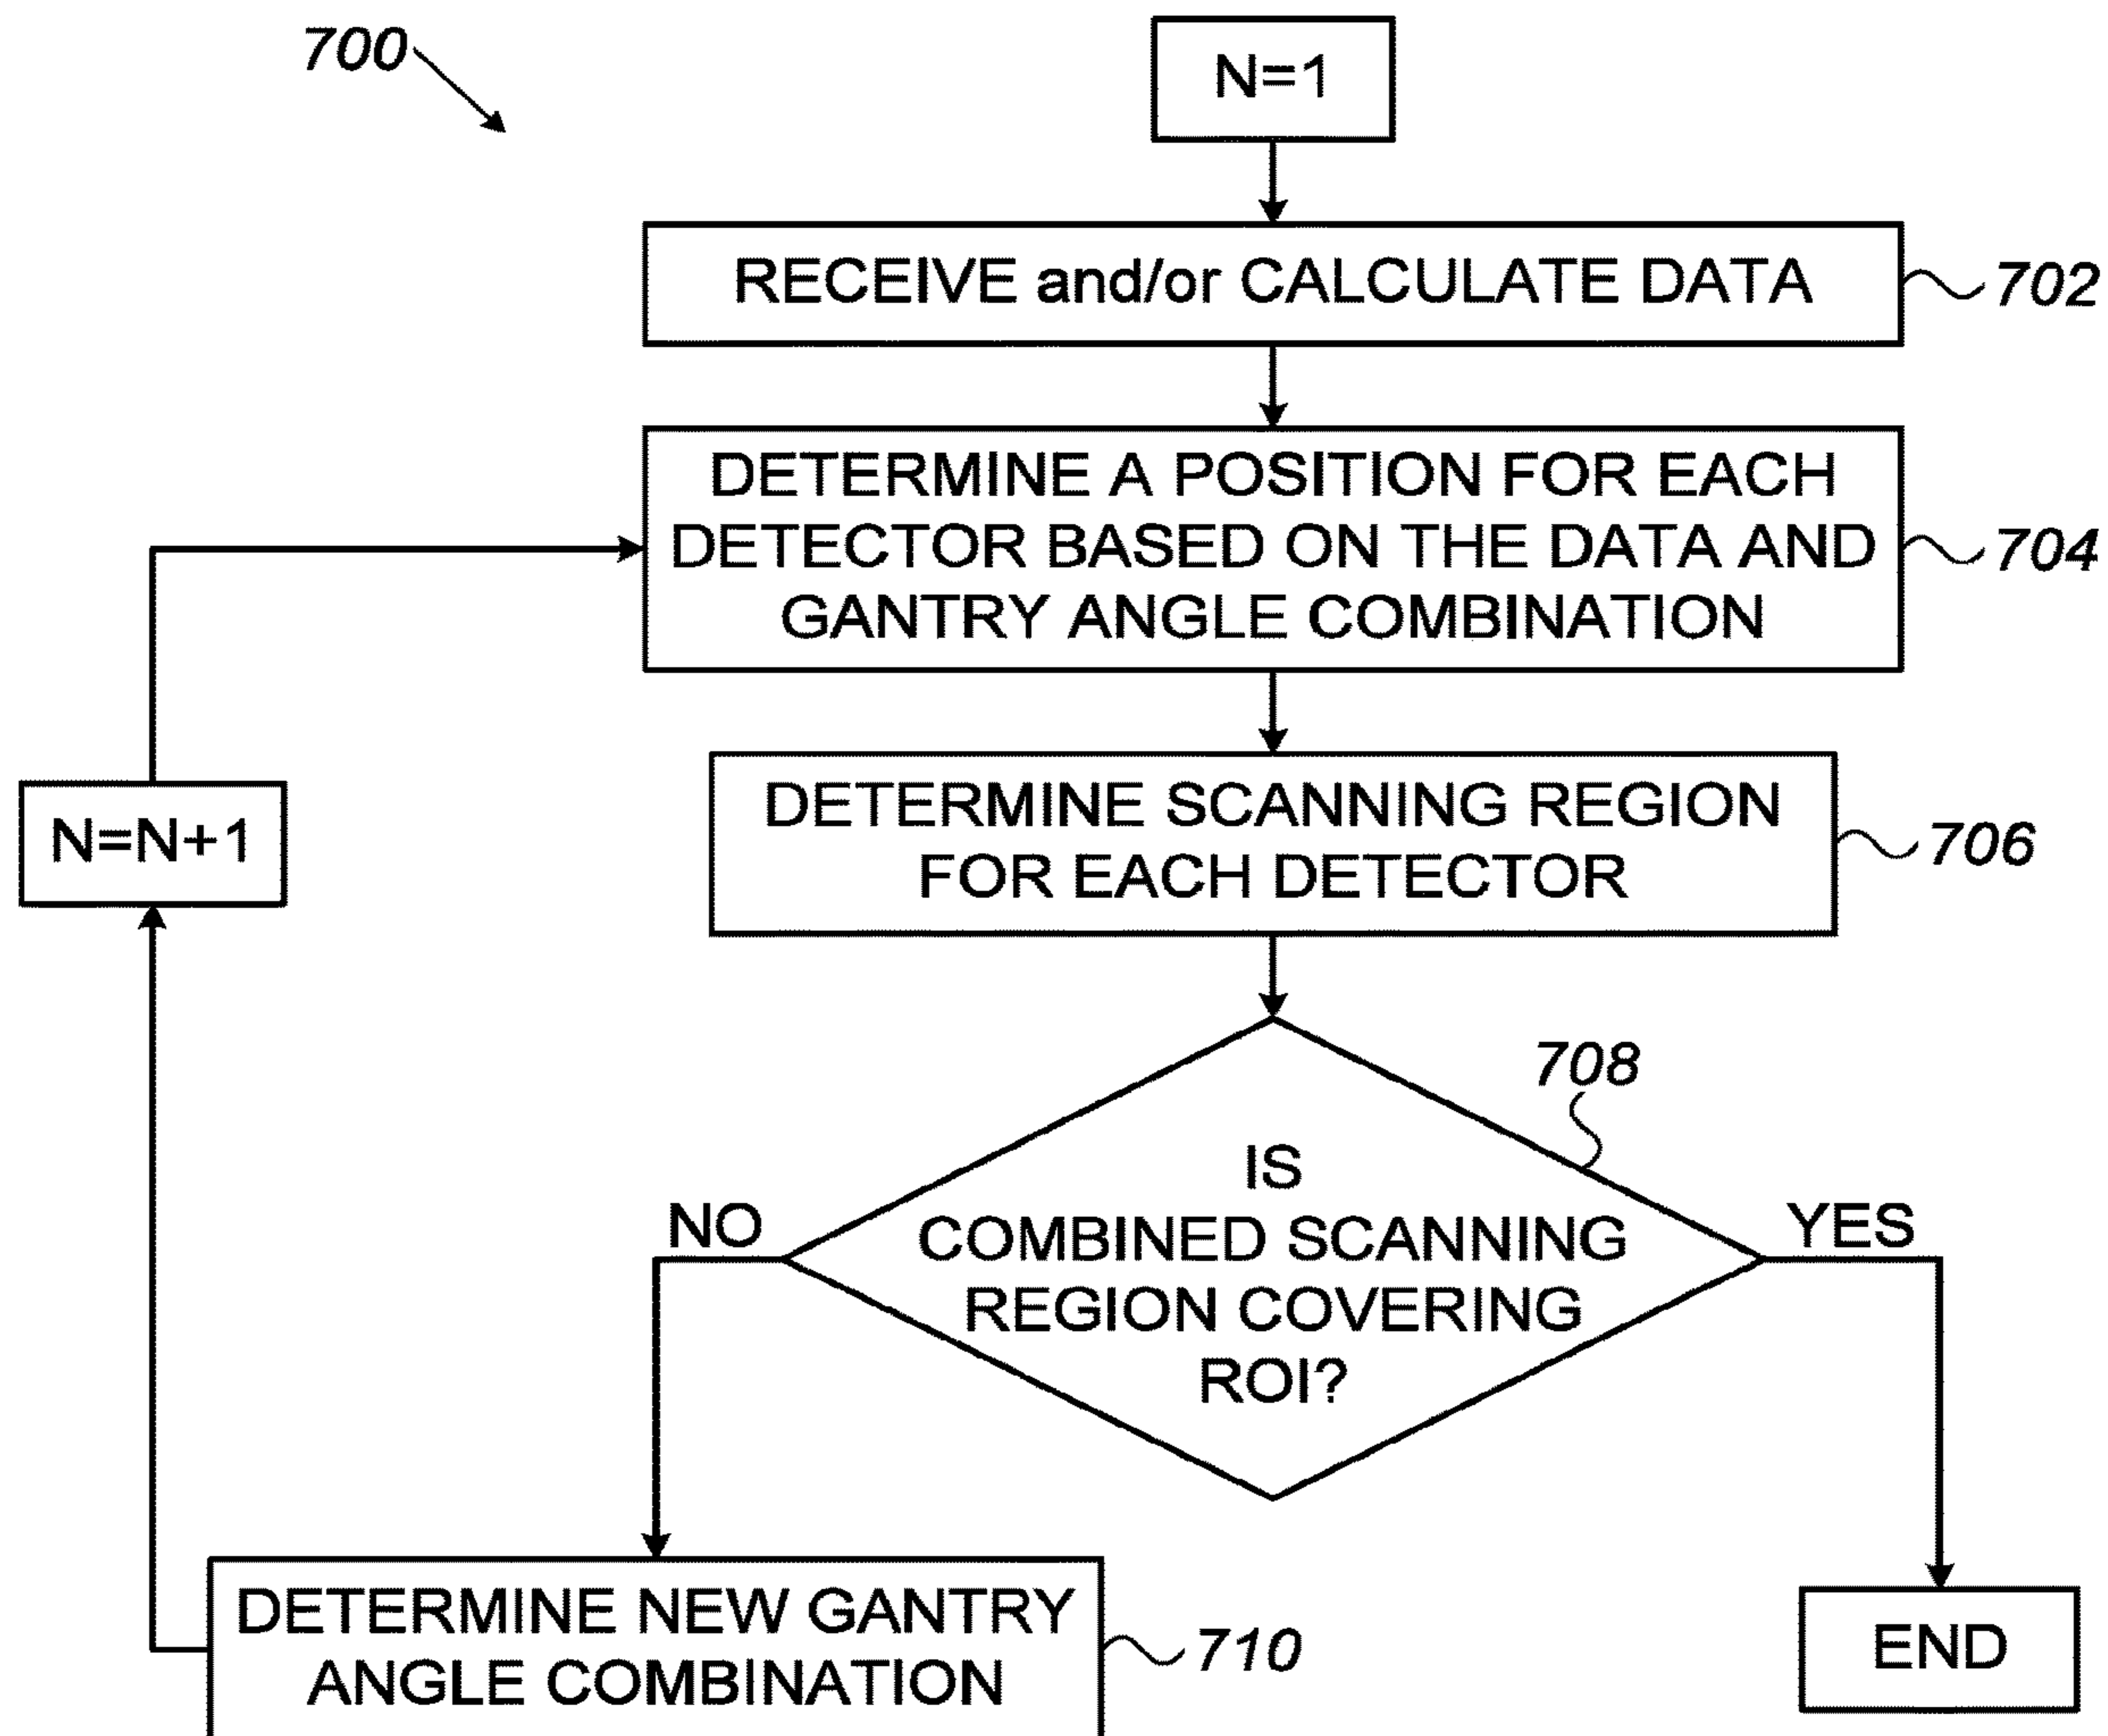 700
N=1
RECEIVE and/or CALCULATE DATA
702
DETERMINE A POSITION FOR EACH
DETECTOR BASED ON THE DATA AND
GANTRY ANGLE COMBINATION
704
DETERMINE SCANNING REGION
FOR EACH DETECTOR
706
N=N+1
708
IS
COMBINED SCANNING
REGION COVERING
ROI?
NO
YES
DETERMINE NEW GANTRY
ANGLE COMBINATION
710
END